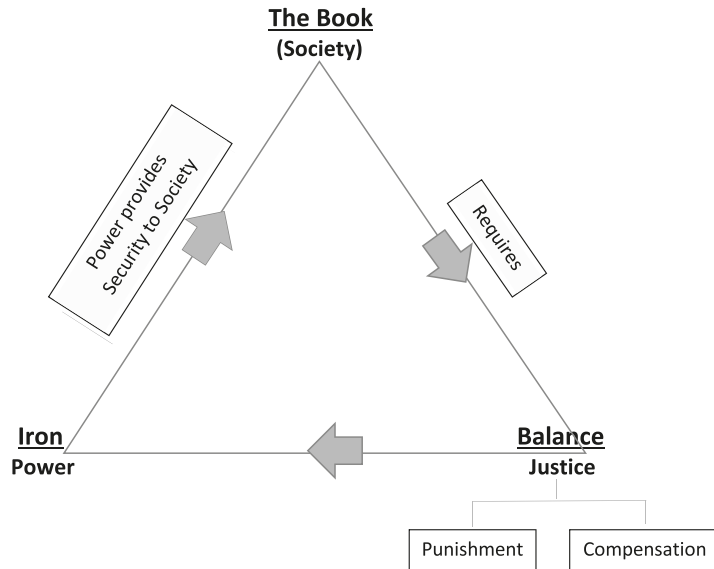 The Book
(Society)
Power provides
Security to Society
Requires
Iron
Power
Balance
Justice
Punishment
Compensation